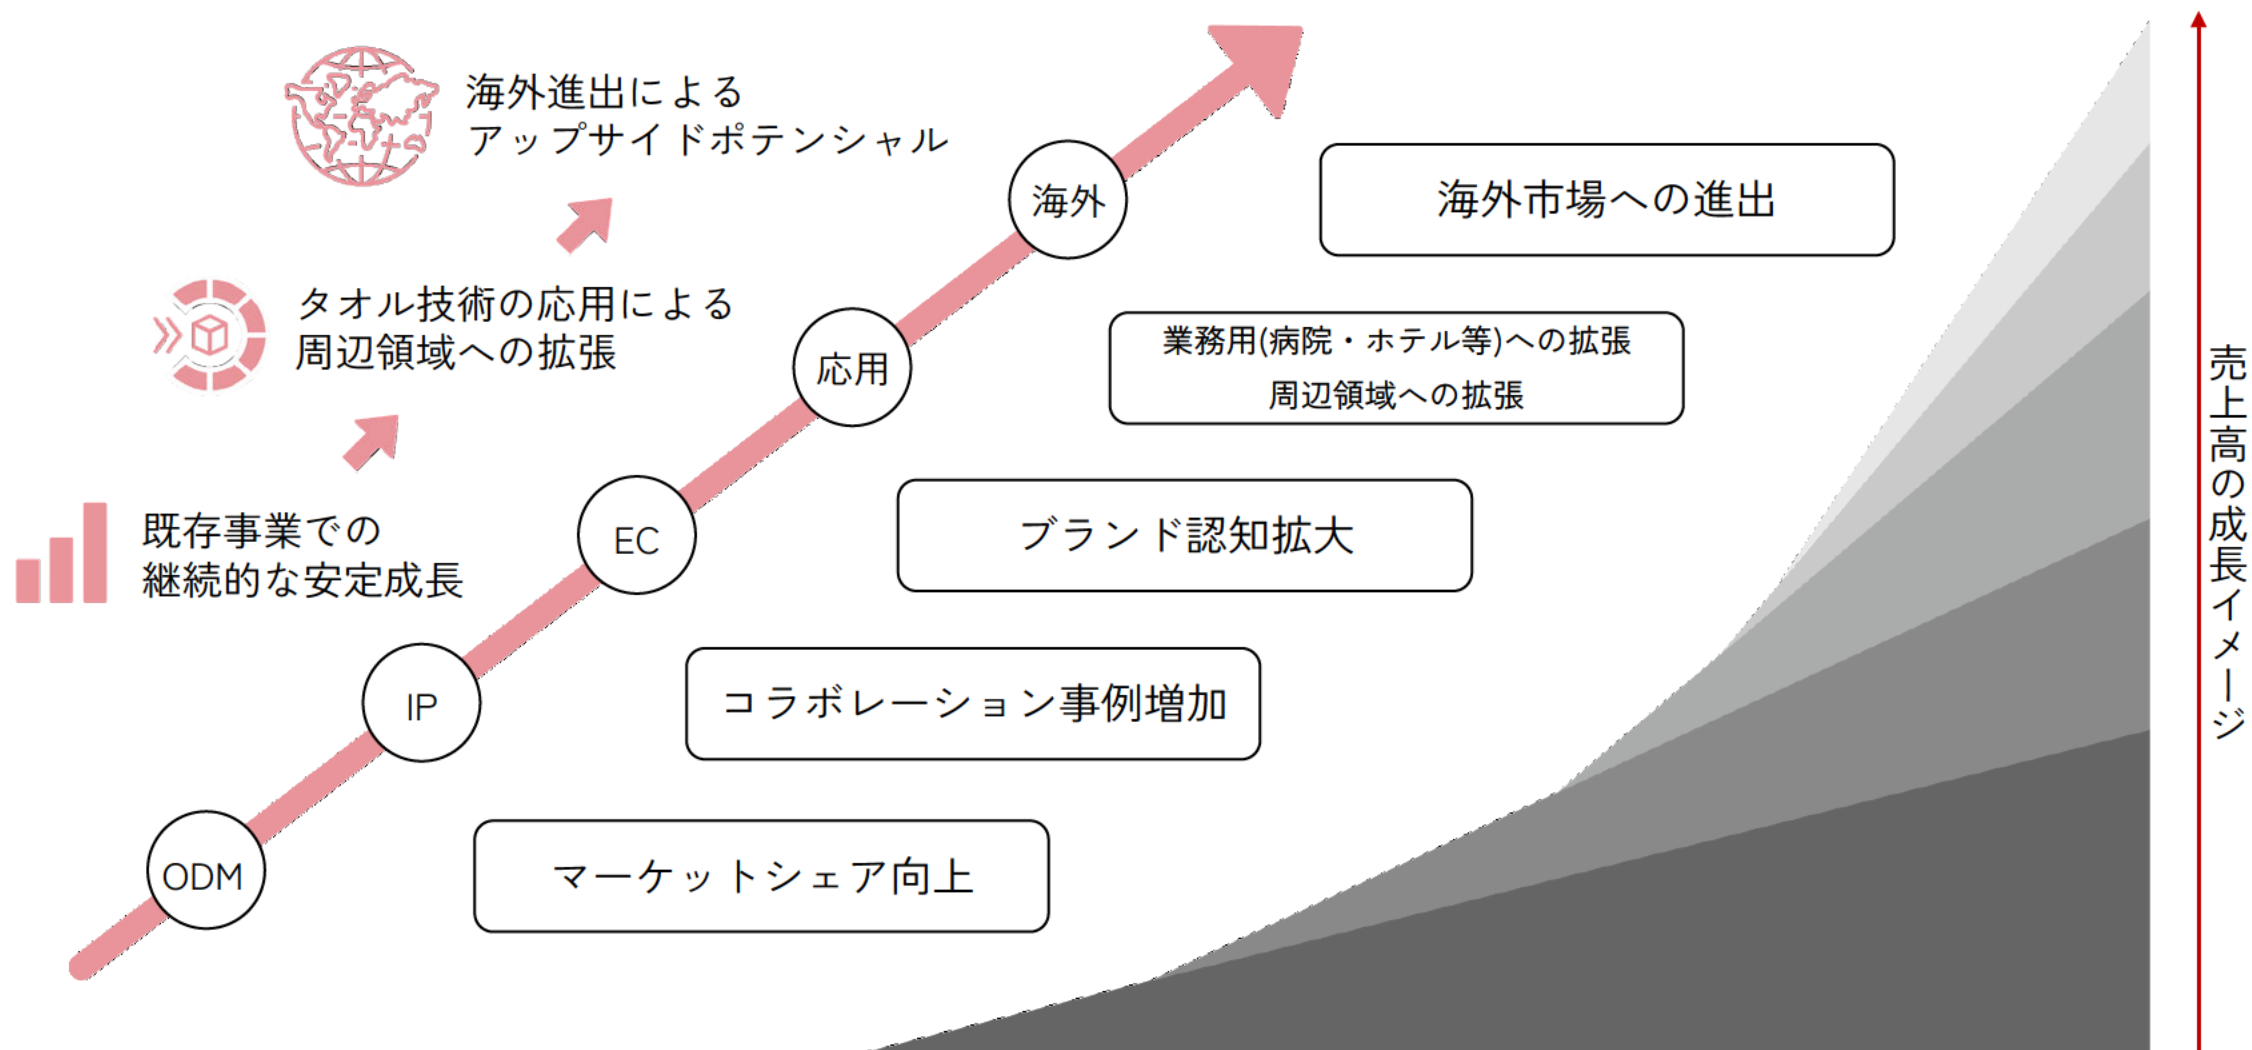 海外進出による
アップサイドポテンシャル
タオル技術の応用による
周辺領域への拡張
既存事業での
継続的な安定成長
海外
海外市場への進出
応用
業務用(病院・ホテル等)への拡張
周辺領域への拡張
EC
ブランド認知拡大
IP
コラボレーション事例増加
ODM
マーケットシェア向上
売上高の成長イメージ